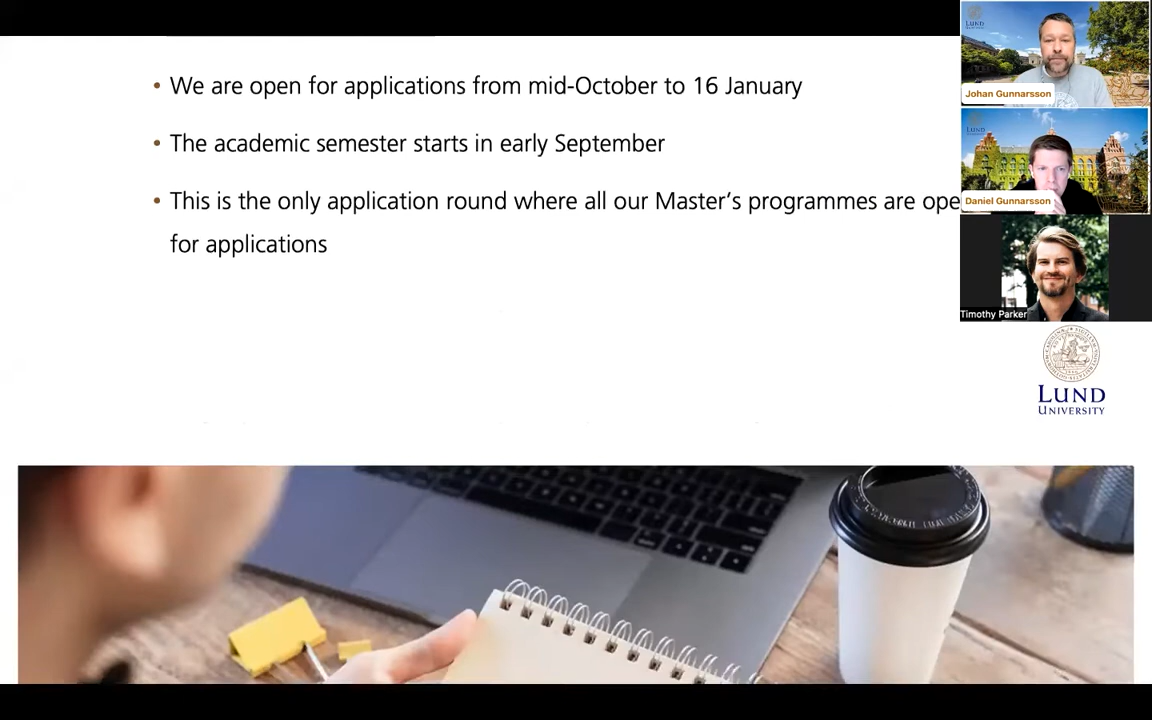 • We are open for applications from mid-October to 16 January
• The academic semester starts in early September
• This is the only application round where all our Master's programmes are ope
for applications
LUND
Johan Gunnarsson
LUND
Daniel Gunnarsson
Timothy Parker
LUND
UNIVERSITY